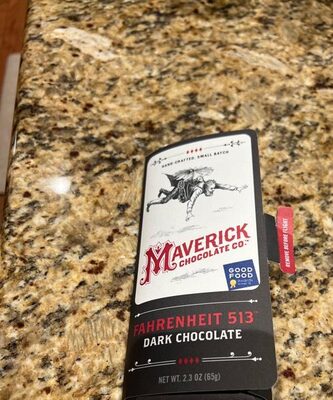 HAND-CRAFTED, SMALL BATCH
MAVERICK
CHOCOLATE CO.™
GOOD
FOOD
REMOVE BEFORE FLIGHT
FAHRENHEIT 513°
DARK CHOCOLATE
NET WT. 2.3 OZ (65g)